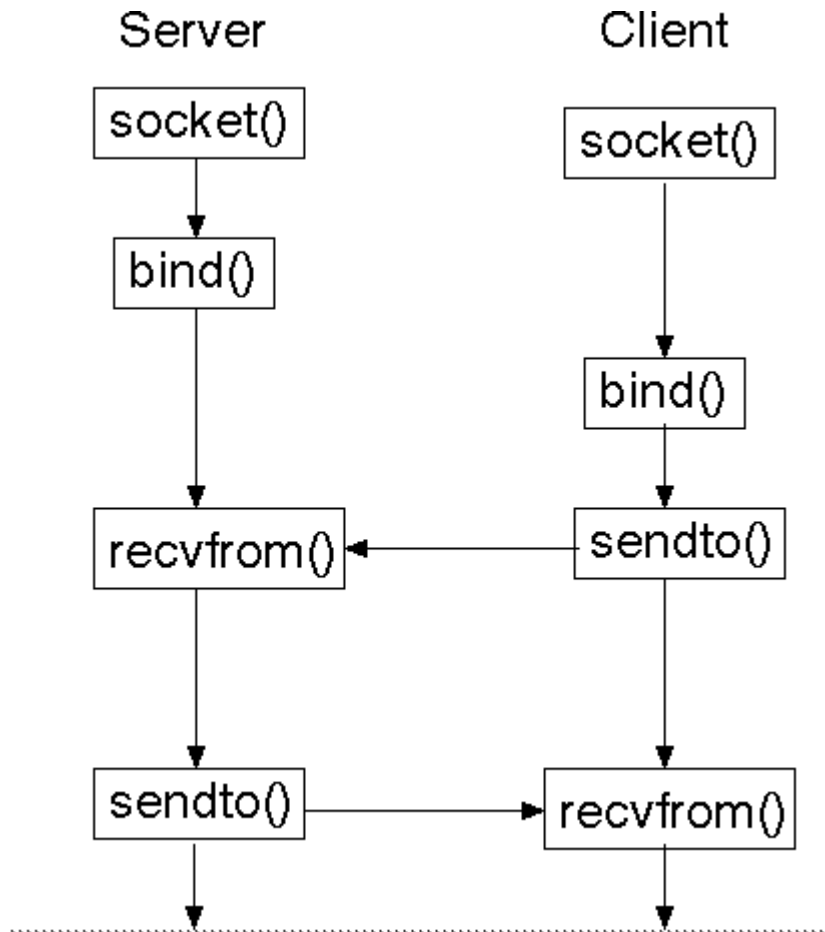 Server
Client
socket()
socket()
bind()
bind()
recvfrom()
sendto()
sendto()
recvfrom()